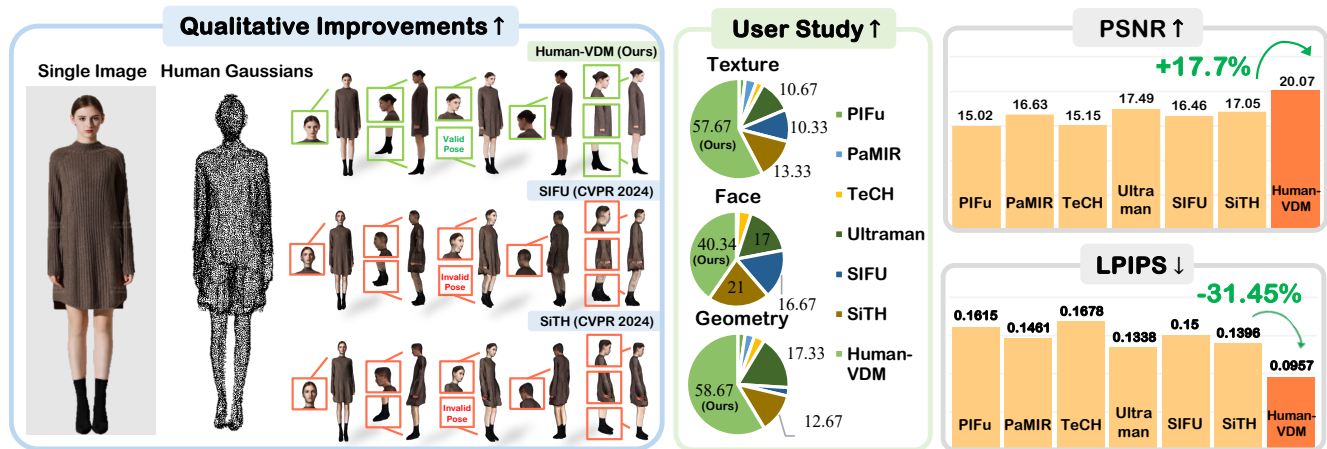 Qualitative Improvements ↑
Human-VDM (Ours)
Single Image
Human Gaussians
Valid
Pose
SIFU (CVPR 2024)
Invalid
Pose
SiTH (CVPR 2024)
Invalid
Pose
User Study ↑
Texture
10.67
10.33
13.33
57.67
(Ours)
Face
40.34
(Ours)
17
21
16.67
Geometry
17.33
58.67
(Ours)
12.67
PIFu
PaMIR
TeCH
Ultraman
SIFU
SiTH
Human-
VDM
PSNR ↑
+17.7%
15.02
16.63
15.15
17.49
16.46
17.05
20.07
PIFu
PaMIR
TeCH
Ultra
man
SIFU
SiTH
Human-
VDM
LPIPS ↓
-31.45%
0.1615
0.1461
0.1678
0.1338
0.15
0.1396
0.0957
PIFu
PaMIR
TeCH
Ultra
man
SIFU
SiTH
Human-
VDM